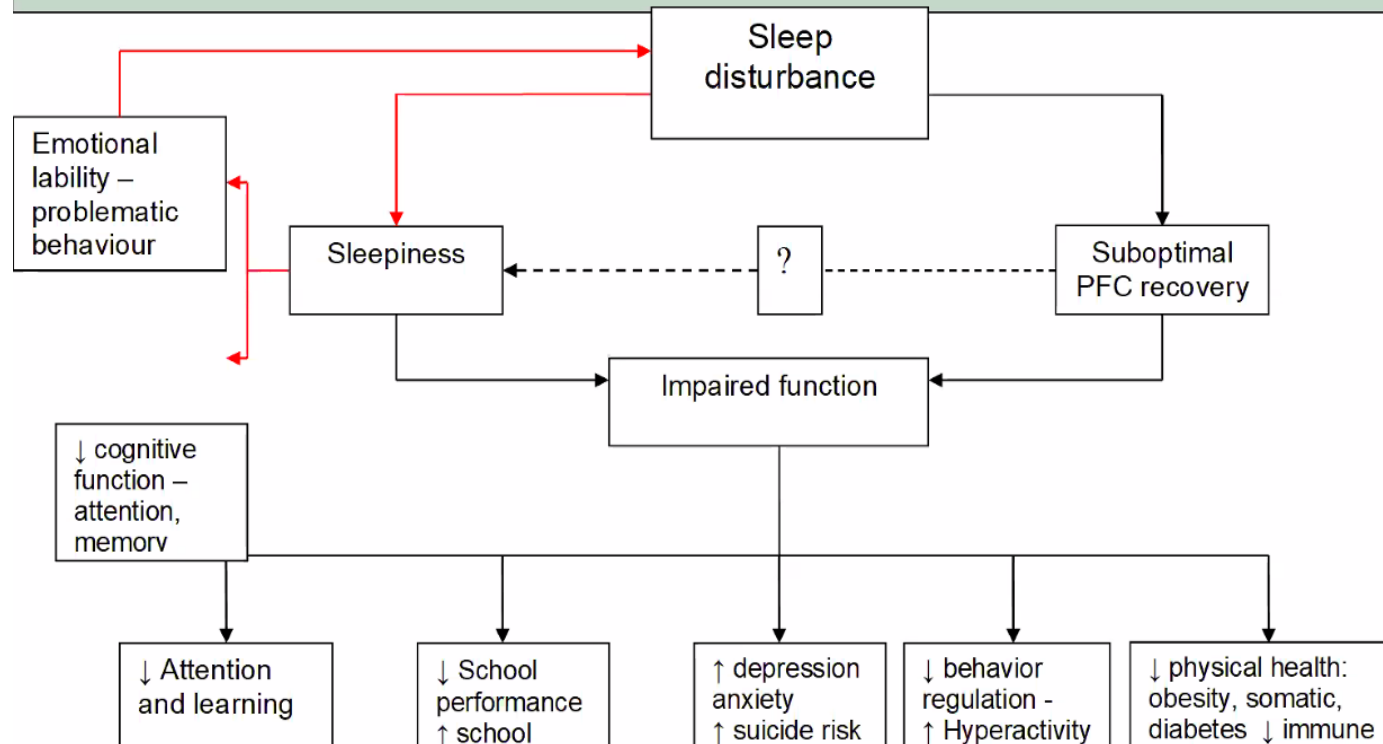 Sleep
disturbance
Emotional
lability –
problematic
behaviour
Sleepiness
?
Suboptimal
PFC recovery
Impaired function
↓ cognitive
function –
attention,
memory
↓ Attention
and learning
↓ School
performance
↑ school
↑ depression
anxiety
↑ suicide risk
↓ behavior
regulation -
↑ Hyperactivity
↓ physical health:
obesity, somatic,
diabetes ↓ immune